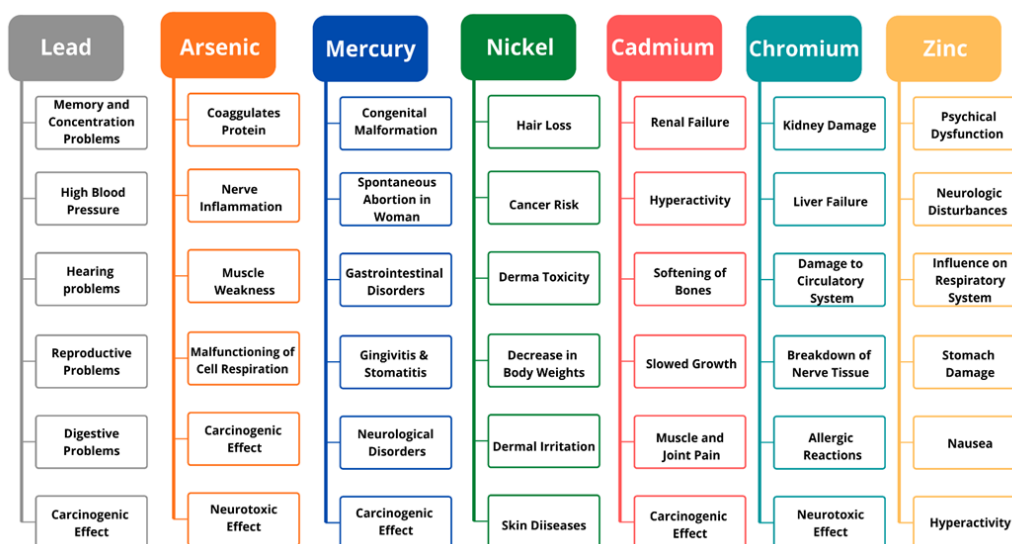 Lead
Memory and
Concentration
Problems
High Blood
Pressure
Hearing
problems
Reproductive
Problems
Digestive
Problems
Carcinogenic
Effect
Arsenic
Coaggulates
Protein
Nerve
Inflammation
Muscle
Weakness
Malfunctioning of
Cell Respiration
Carcinogenic
Effect
Neurotoxic
Effect
Mercury
Congenital
Malformation
Spontaneous
Abortion in
Woman
Gastrointestinal
Disorders
Gingivitis &
Stomatitis
Neurological
Disorders
Carcinogenic
Effect
Nickel
Hair Loss
Cancer Risk
Derma Toxicity
Decrease in
Body Weights
Dermal Irritation
Skin Diiseases
Cadmium
Renal Failure
Hyperactivity
Softening of
Bones
Slowed Growth
Muscle and
Joint Pain
Carcinogenic
Effect
Chromium
Kidney Damage
Liver Failure
Damage to
Circulatory
System
Breakdown of
Nerve Tissue
Allergic
Reactions
Neurotoxic
Effect
Zinc
Psychical
Dysfunction
Neurologic
Disturbances
Influence on
Respiratory
System
Stomach
Damage
Nausea
Hyperactivity